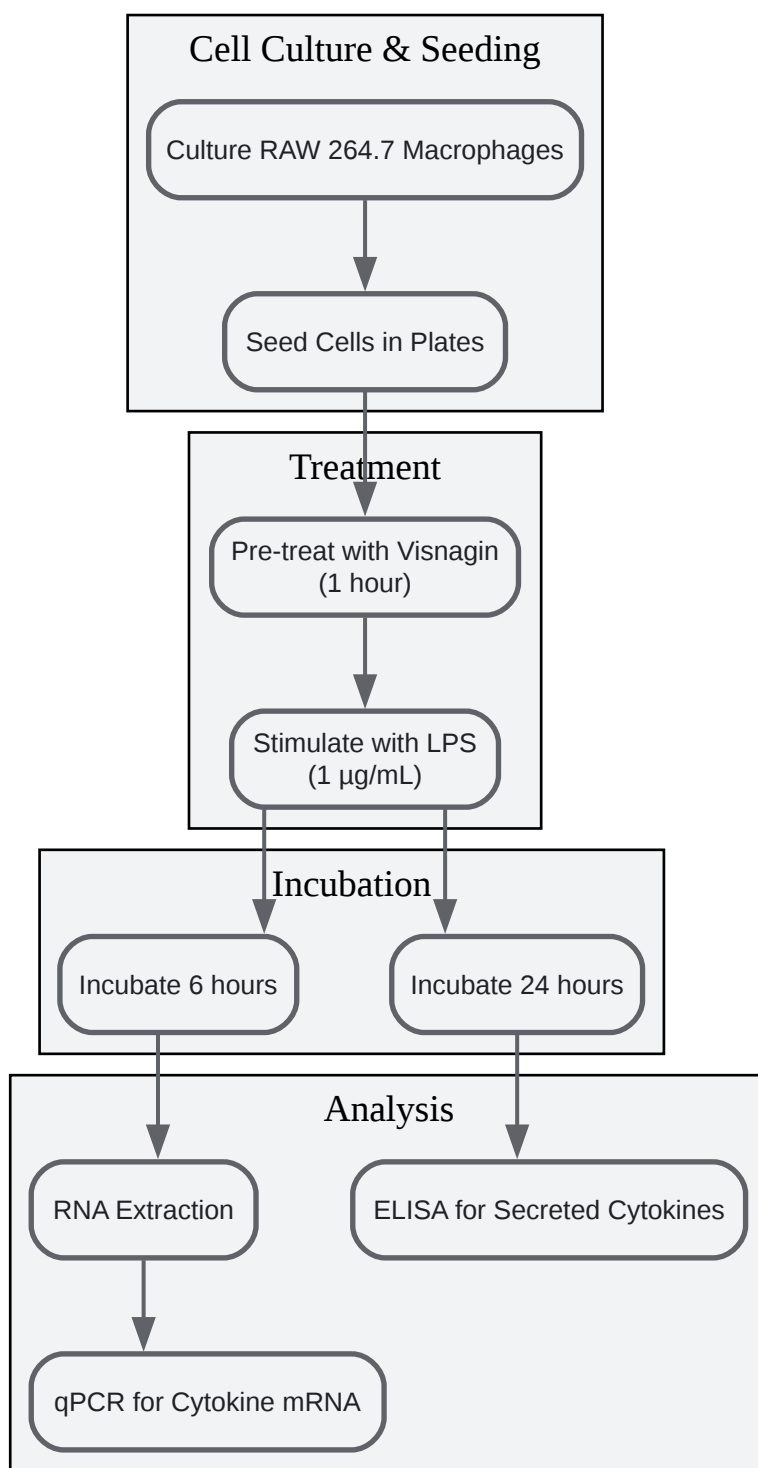 Cell Culture & Seeding
Culture RAW 264.7 Macrophages
Seed Cells in Plates
Treatment
Pre-treat with Visnagin
(1 hour)
Stimulate with LPS
(1 µg/mL)
Incubation
Incubate 6 hours
Incubate 24 hours
Analysis
RNA Extraction
ELISA for Secreted Cytokines
qPCR for Cytokine mRNA